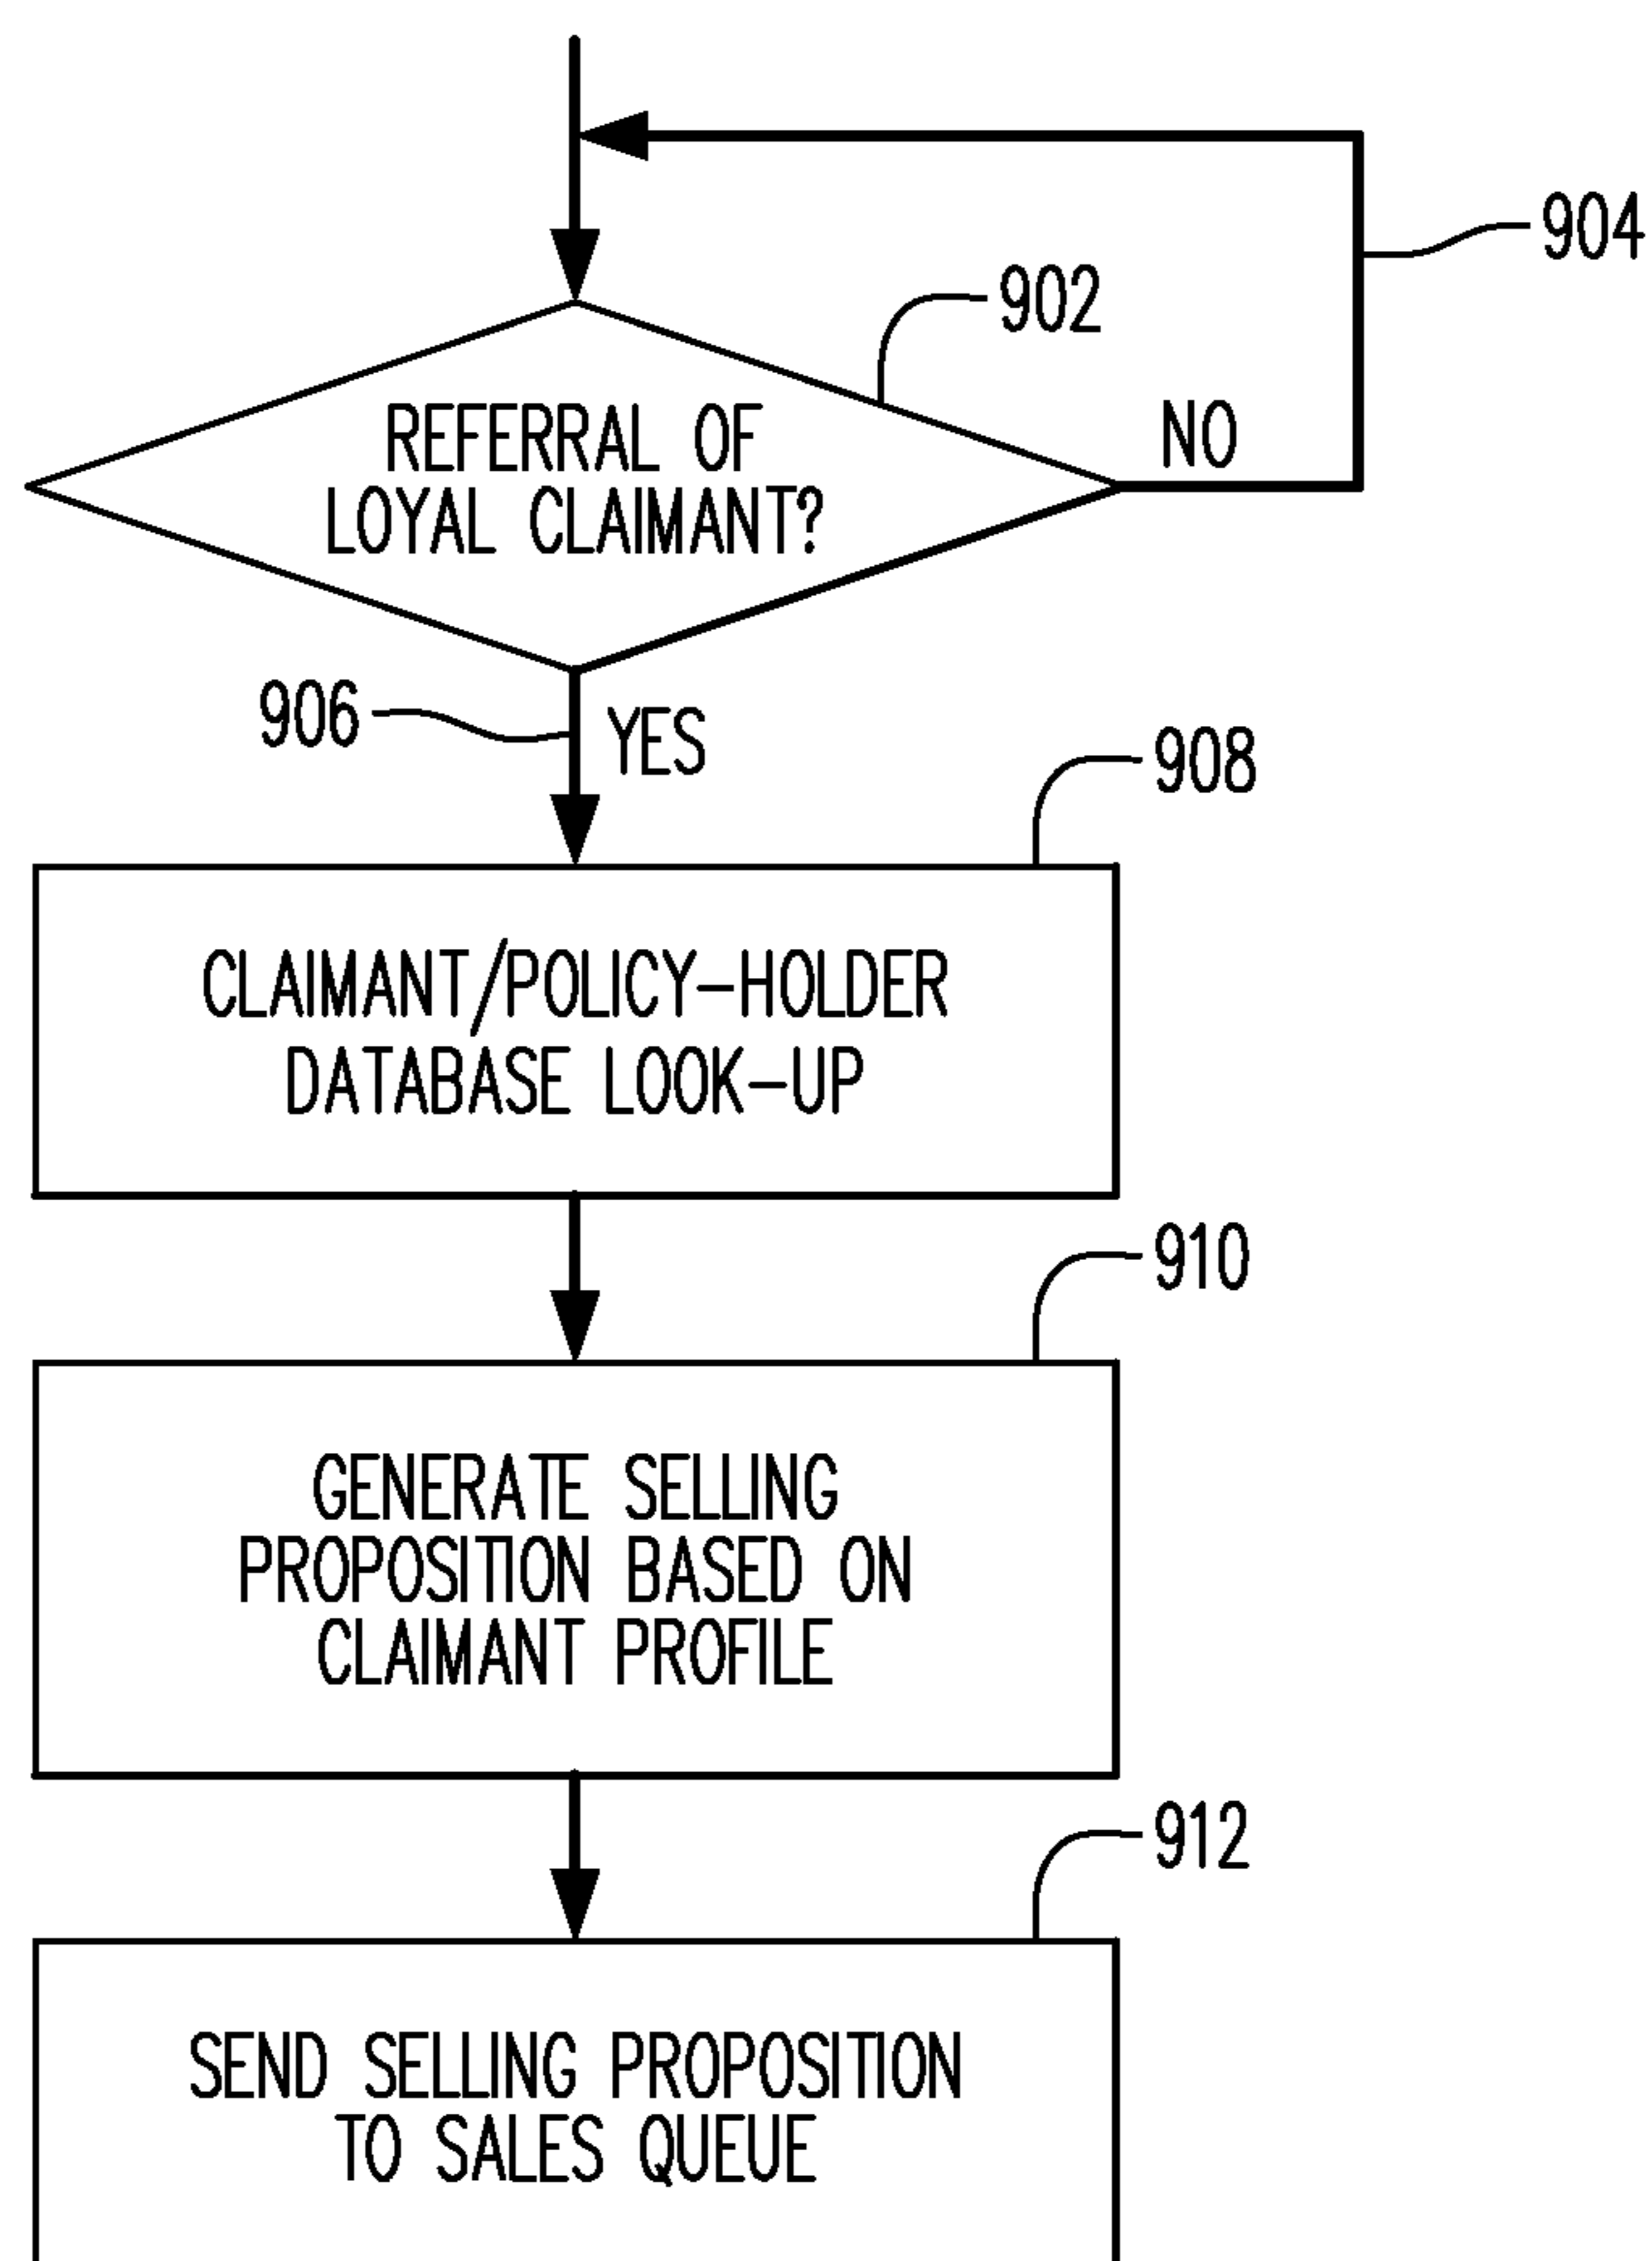 904
902
REFERRAL OF
LOYAL CLAIMANT?
NO
906
YES
908
CLAIMANT/POLICY-HOLDER
DATABASE LOOK-UP
910
GENERATE SELLING
PROPOSITION BASED ON
CLAIMANT PROFILE
912
SEND SELLING PROPOSITION
TO SALES QUEUE